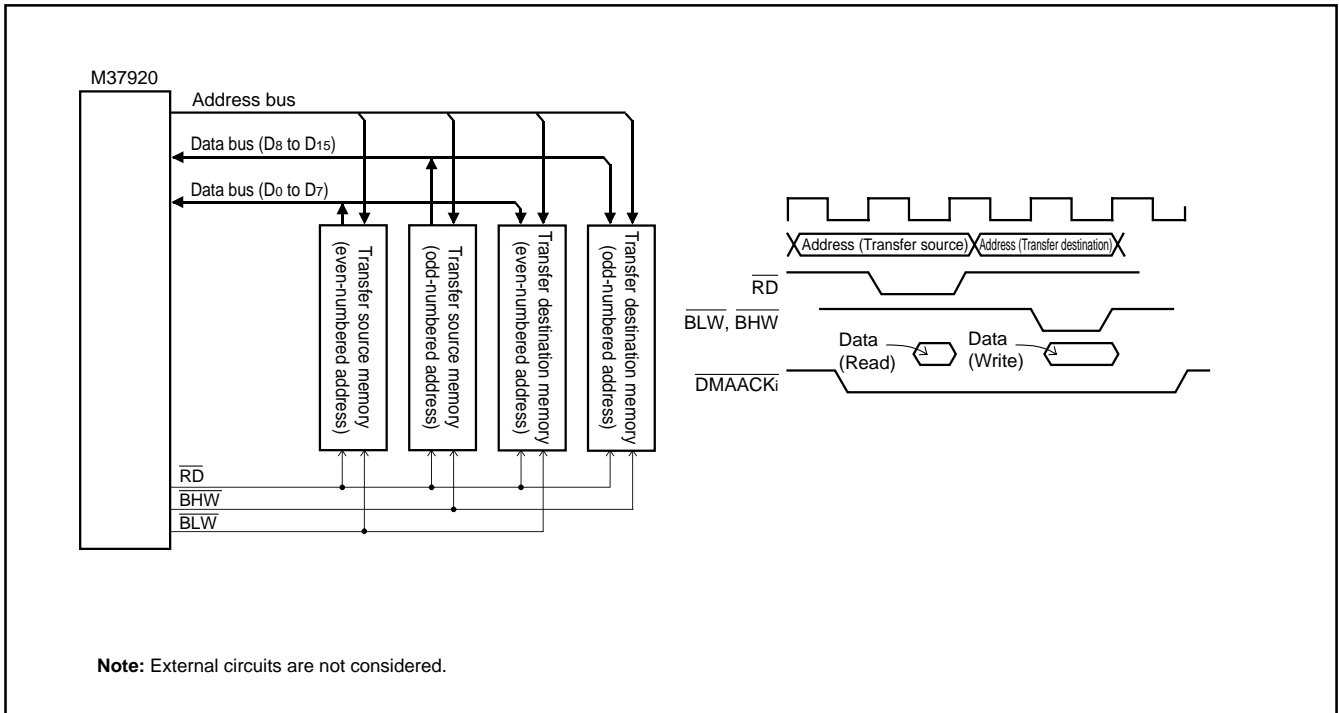 M37920
Address bus
Data bus (D8 to D15)
Data bus (D0 to D7)
Transfer source memory
(even-numbered address)
Transfer source memory
(odd-numbered address)
Transfer destination memory
(even-numbered address)
Transfer destination memory
(odd-numbered address)
RD
BHW
BLW
Address (Transfer source)
Address (Transfer destination)
RD
BLW, BHW
Data
(Read)
Data
(Write)
DMAACKi
Note: External circuits are not considered.